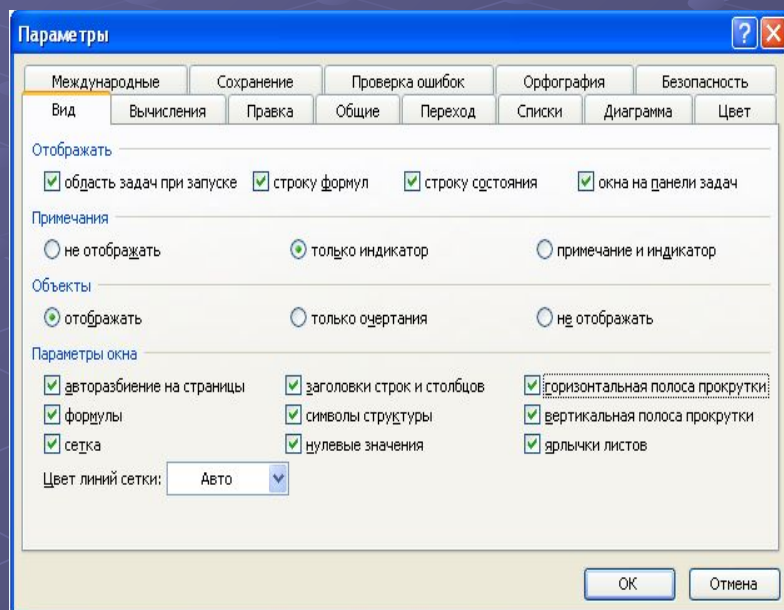 Параметры
Международные Сохранение Проверка ошибок Орфография Безопасность
Вид Вычисления Правка Общие Переход Списки Диаграмма Цвет
Отображать
область задач при запуске строку формул строку состояния окна на панели задач
Примечания
не отображать только индикатор примечание и индикатор
Объекты
отображать только очертания не отображать
Параметры окна
авторазбиение на страницы заголовки строк и столбцов горизонтальная полоса прокрутки
формулы символы структуры вертикальная полоса прокрутки
сетка нулевые значения ярлычки листов
Цвет линий сетки: Авто
ОК Отмена